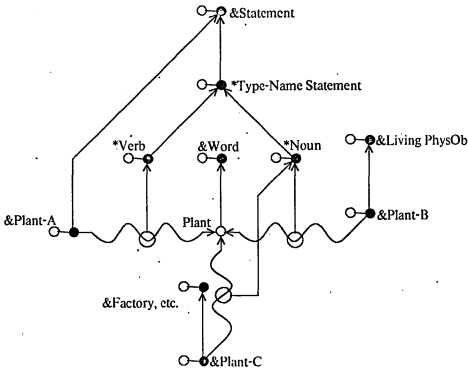 &Statement
*Type-Name Statement
*Verb
&Word
*Noun
&Living PhysOb
&Plant-A
Plant
&Plant-B
&Factory, etc.
&Plant-C